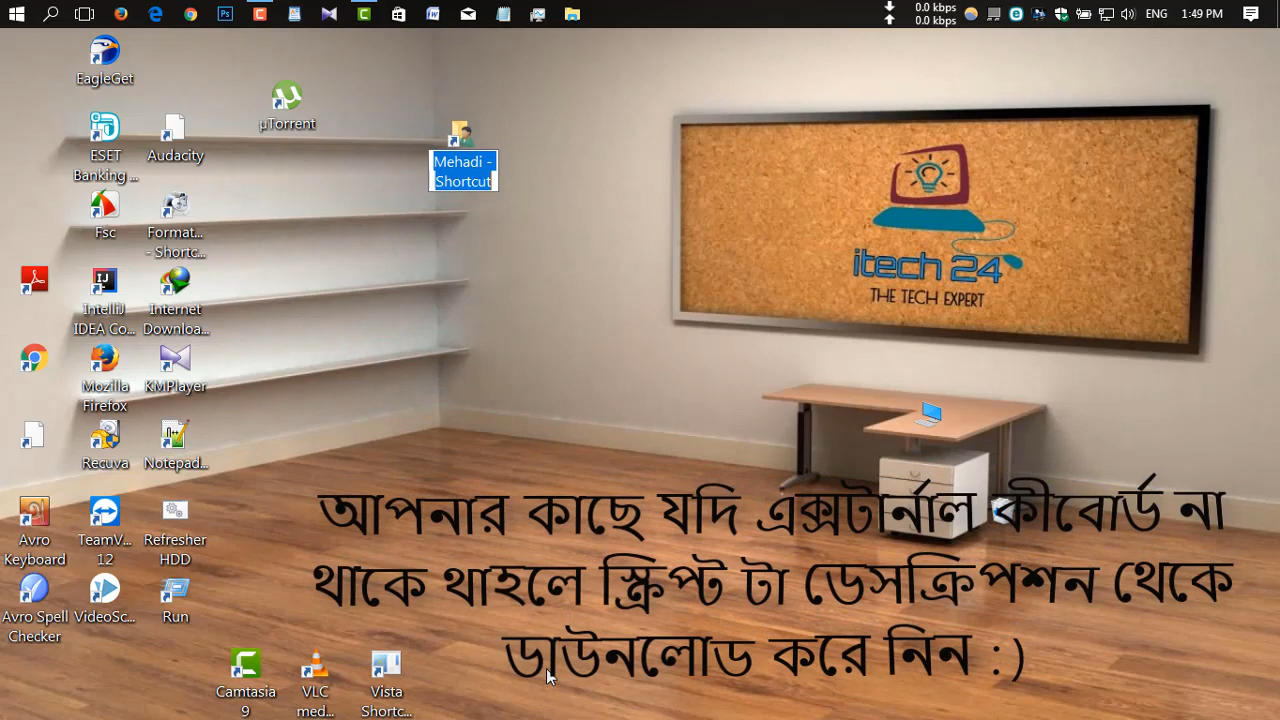 0.0 kbps
0.0 kbps
ENG
1:49 PM
EagleGet
µTorrent
ESET
Banking ...
Audacity
Mehadi -
Shortcut
Fsc
Format...
- Shortc...
IntelliJ
IDEA Co...
Internet
Downloa...
Mozilla
Firefox
KMPlayer
Recuva
Notepad...
Avro
Keyboard
TeamV...
12
Refresher
HDD
Avro Spell
Checker
VideoSc...
Run
Camtasia
9
VLC
med...
Vista
Shortc...
itech 24
THE TECH EXPERT
আপনার কাছে যদি এক্সটার্নাল কীবোর্ড না
থাকে থাহলে স্ক্রিপ্ট টা ডেসক্রিপশন থেকে
ডাউনলোড করে নিন :)